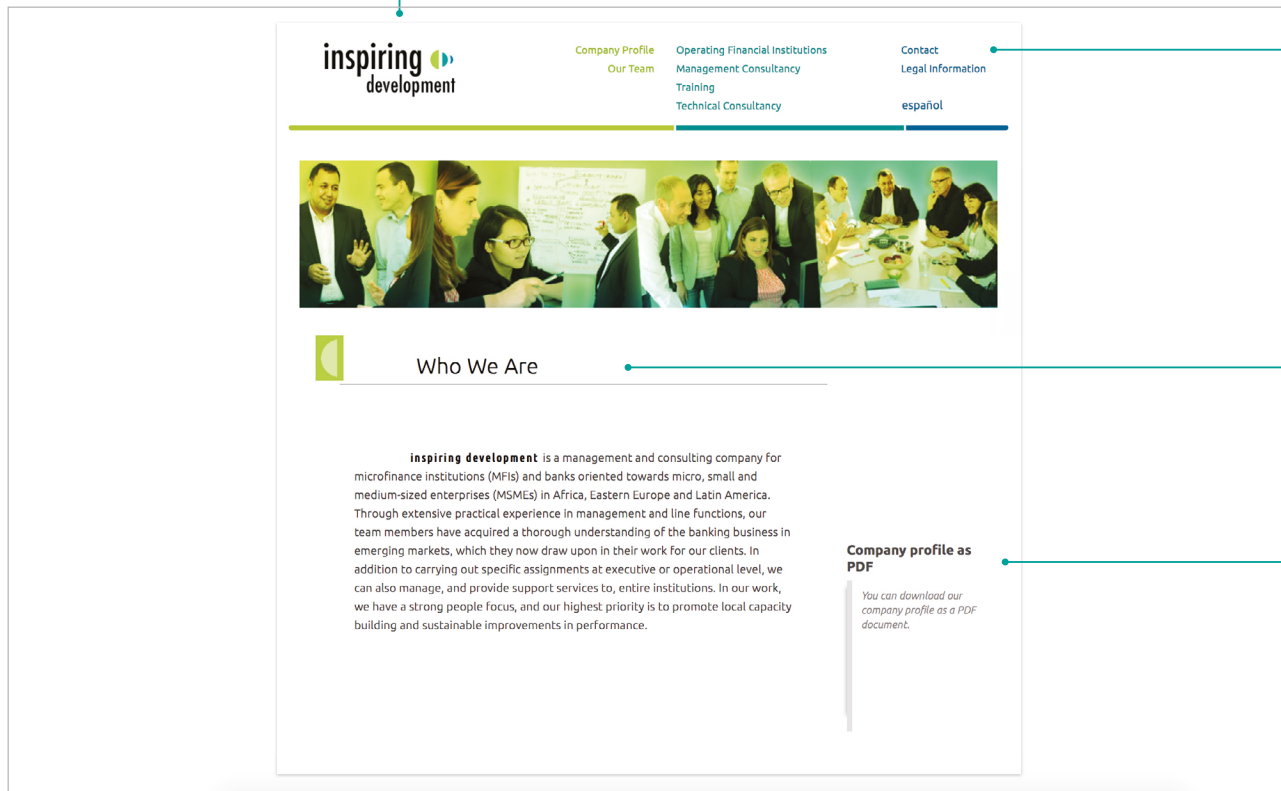 inspiring
development
Company Profile
Our Team
Operating Financial Institutions
Management Consultancy
Training
Technical Consultancy
Contact
Legal Information
español
Who We Are
inspiring development is a management and consulting company for
microfinance institutions (MFIs) and banks oriented towards micro, small and
medium-sized enterprises (MSMEs) in Africa, Eastern Europe and Latin America.
Through extensive practical experience in management and line functions, our
team members have acquired a thorough understanding of the banking business in
emerging markets, which they now draw upon in their work for our clients. In
addition to carrying out specific assignments at executive or operational level, we
can also manage, and provide support services to, entire institutions. In our work,
we have a strong people focus, and our highest priority is to promote local capacity
building and sustainable improvements in performance.
Company profile as
PDF
You can download our
company profile as a PDF
document.